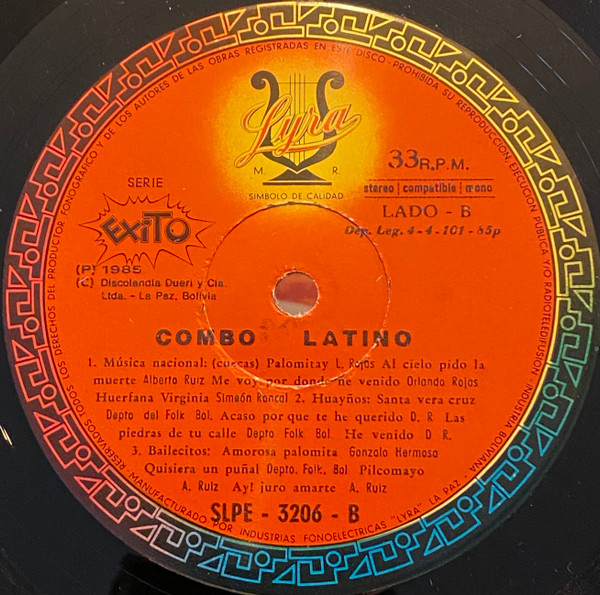 RESERVADOS TODOS LOS DERECHOS DEL PRODUCTOR FONOGRAFICO Y DE LOS AUTORES DE LAS OBRAS REGISTRADAS EN ESTE DISCO - PROHIBIDA SU REPRODUCCION, EJECUCION PUBLICA Y/O RADIOTELEDIFUSION. INDUSTRIA BOLIVIANA
Lyra
M R.
SIMBOLO DE CALIDAD
SERIE
EXITO
33 R.P.M.
stereo | compatible | mono
LADO - B
Dep. Leg. 4-4-101-85p
(P) 1985
(C) Discolandia Dueri y Cia.
Ltda. - La Paz, Bolivia
COMBO LATINO
1. Música nacional: (cuecas) Palomitay L. Rojas Al cielo pido la
muerte Alberto Ruiz Me voy por donde he venido Orlando Rojas
Huerfana Virginia Simeón Roncal 2. Huayños: Santa vera cruz
Depto del Folk Bol. Acaso por que te he querido D. R Las
piedras de tu calle Depto Folk Bol. He venido D R.
3. Bailecitos: Amorosa palomita Gonzalo Hermosa
Quisiera un puñal Depto. Folk. Bol Pilcomayo
A. Ruiz Ay! juro amarte A. Ruiz
SLPE - 3206 - B
MANUFACTURADO POR INDUSTRIAS FONOELECTRICAS "LYRA" LA PAZ -